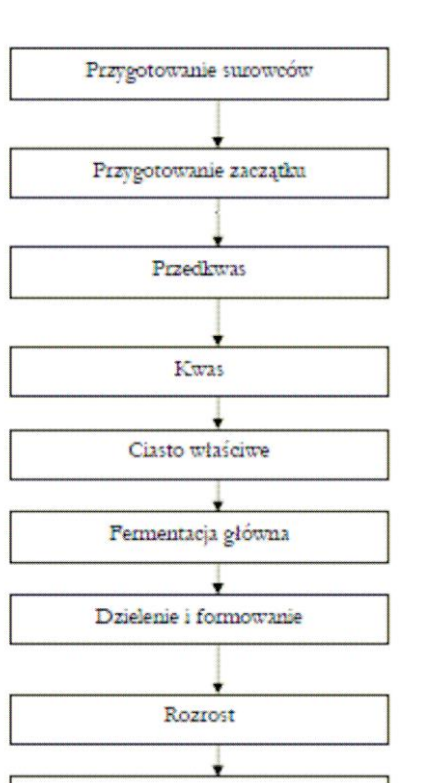 Przygotowanie surowców
Przygotowanie zaczątku
Przedkwas
Kwas
Ciasto właściwe
Fermentacja główna
Dzielenie i formowanie
Rozrost